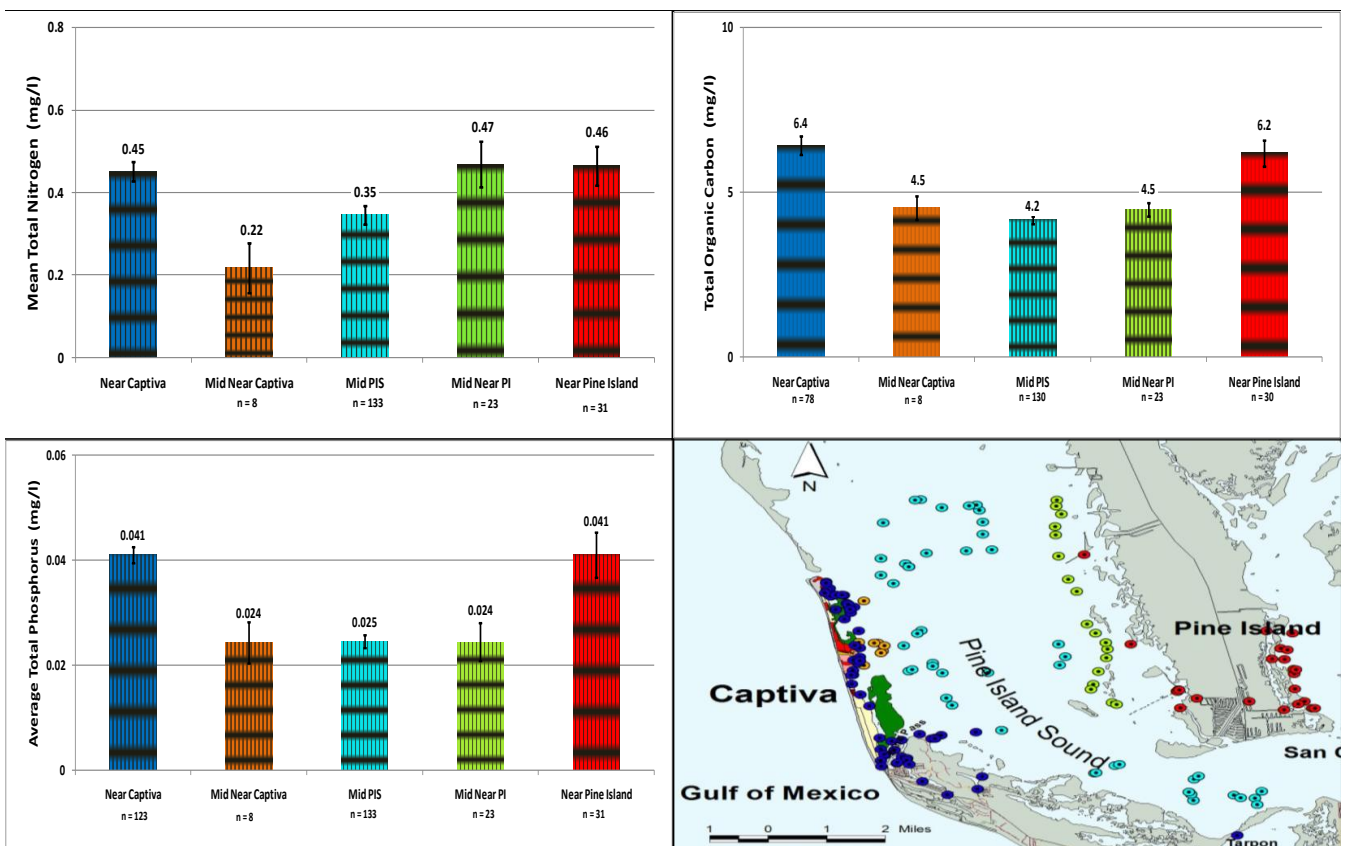 Mean Total Nitrogen (mg/l)
0.8
0.6
0.4
0.2
0
0.45
0.22
0.35
0.47
0.46
Near Captiva
Mid Near Captiva
Mid PIS
Mid Near PI
Near Pine Island
n = 8
n = 133
n = 23
n = 31
Total Organic Carbon (mg/l)
10
5
0
6.4
4.5
4.2
4.5
6.2
Near Captiva
Mid Near Captiva
Mid PIS
Mid Near PI
Near Pine Island
n = 78
n = 8
n = 130
n = 23
n = 30
Average Total Phosphorus (mg/l)
0.06
0.04
0.02
0
0.041
0.024
0.025
0.024
0.041
Near Captiva
Mid Near Captiva
Mid PIS
Mid Near PI
Near Pine Island
n = 123
n = 8
n = 133
n = 23
n = 31
N
Pine Island
Captiva
Pine Island Sound
Pass
San C
Gulf of Mexico
1 0 1 2 Miles
Tarpon